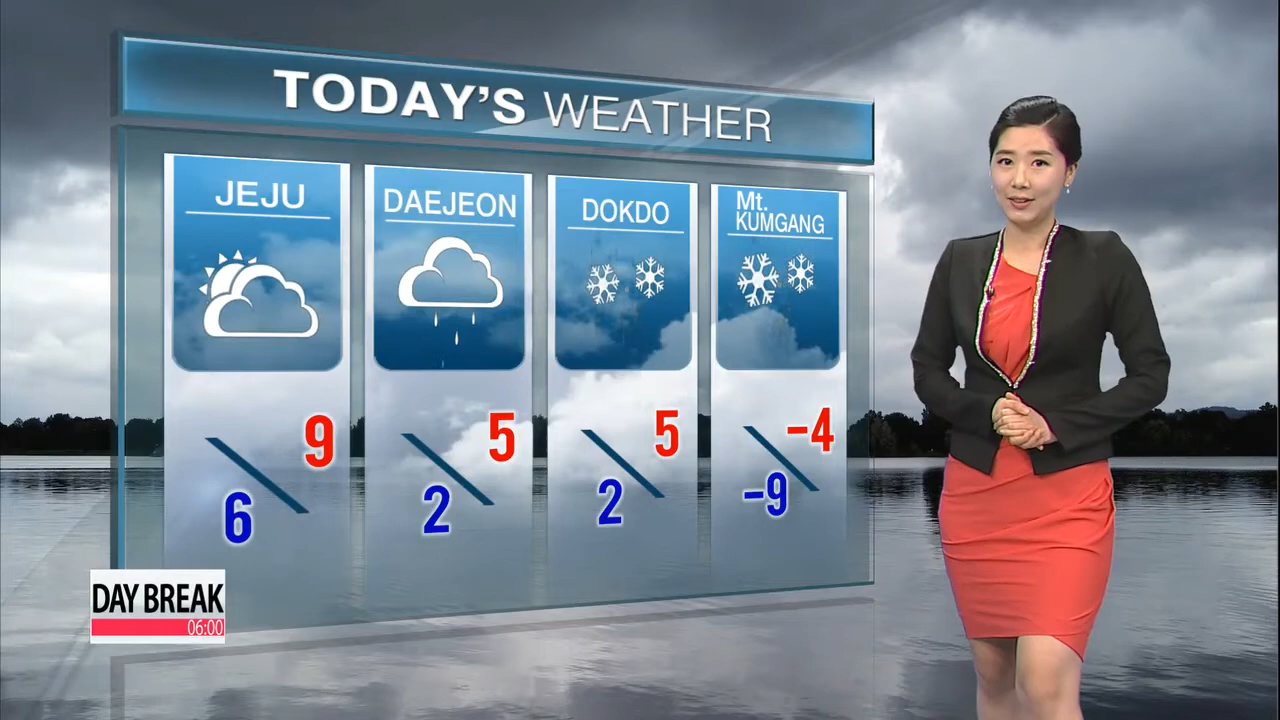 TODAY'S WEATHER
JEJU
9
6
DAEJEON
5
2
DOKDO
5
2
Mt.
KUMGANG
-4
-9
DAY BREAK
06:00